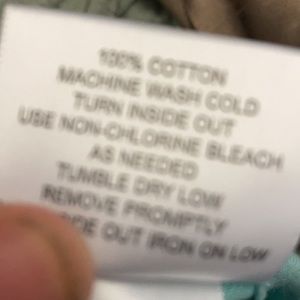 100% COTTON
MACHINE WASH COLD
TURN INSIDE OUT
USE NON-CHLORINE BLEACH
AS NEEDED
TUMBLE DRY LOW
REMOVE PROMPTLY
OUT IRON ON LOW